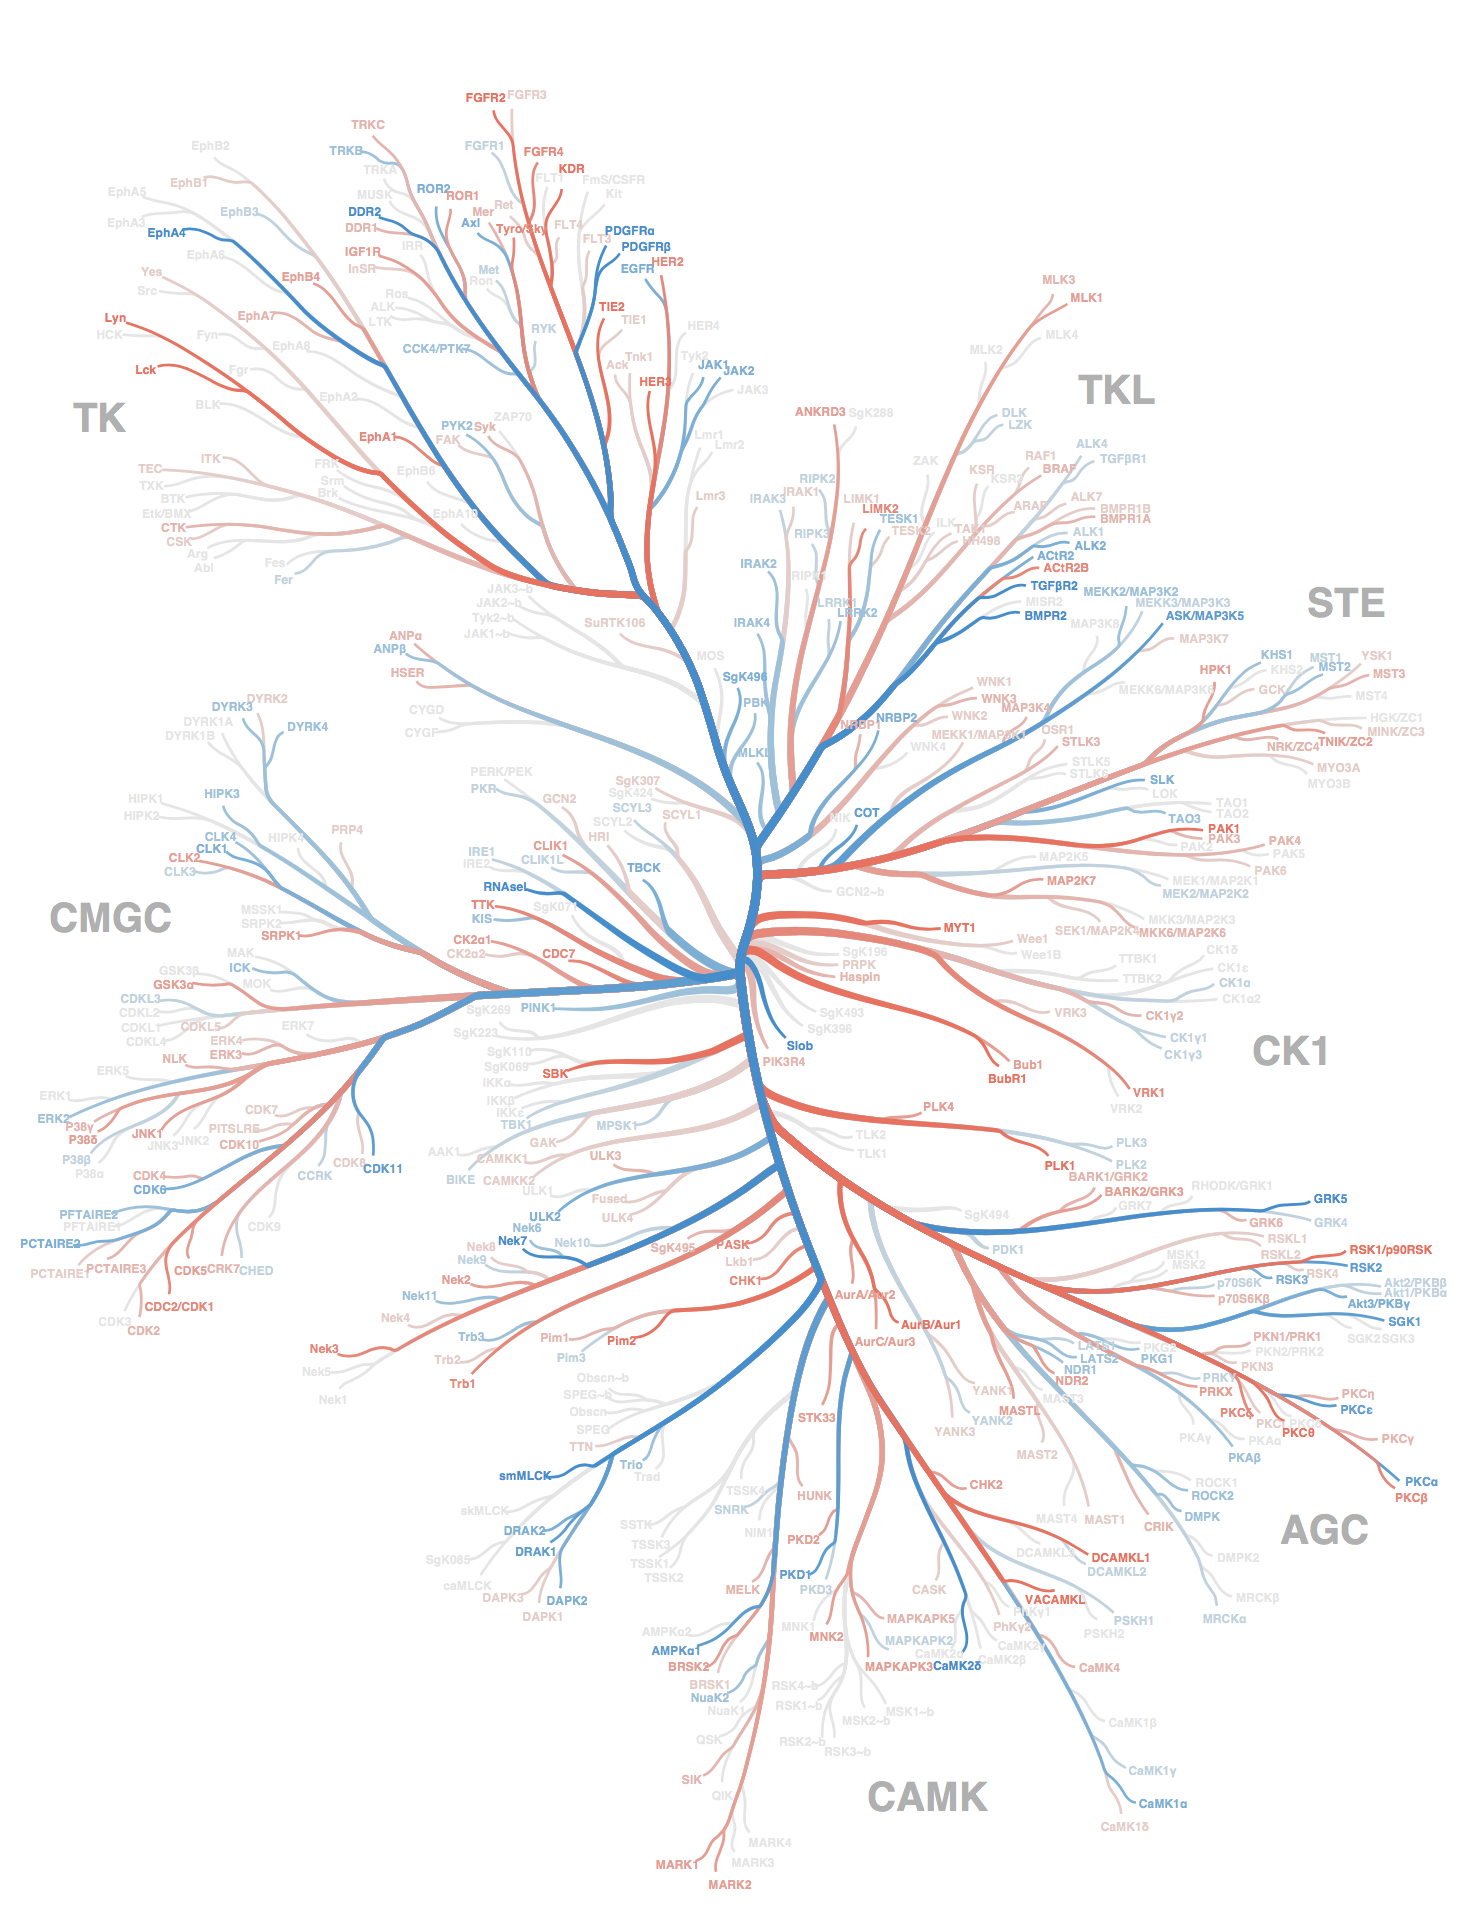 FGFR2
FGFR3
TRKC
TRKB
TRKA
MUSK
FGFR1
FGFR4
KDR
FLT1
FmS/CSFR
Kit
EphB2
EphB1
EphA5
EphA3
EphB3
EphA4
EphA6
DDR2
DDR1
ROR2
ROR1
Mer
Ret
Axl
Tyro/Sky
FLT4
FLT3
PDGFRα
PDGFRβ
EGFR
HER2
IGF1R
IRR
InSR
Met
Ron
Yes
Src
EphB4
Ros
ALK
LTK
TIE2
TIE1
HER4
Lyn
HCK
EphA7
Fyn
EphA8
RYK
CCK4/PTK7
Tnk1
Ack
Tyk2
JAK1
JAK2
JAK3
HER3
Lck
Fgr
BLK
EphA2
TK
ZAP70
PYK2
Syk
FAK
EphA1
Lmr1
Lmr2
Lmr3
TEC
ITK
TXK
BTK
Etk/BMX
FRK
Srm
Brk
EphB6
EphA10
CTK
CSK
Arg
Abl
Fes
Fer
MLK3
MLK1
MLK4
MLK2
TKL
ANKRD3
SgK288
DLK
LZK
ZAK
ALK4
TGFβR1
KSR
KSR2
RAF1
BRAF
ARAF
ALK7
BMPR1B
BMPR1A
RIPK2
IRAK3
IRAK1
LIMK1
LIMK2
TESK1
TESK2
ILK
TAK1
HH498
ALK1
ALK2
RIPK3
IRAK2
ACtR2
ACtR2B
TGFβR2
MiSR2
BMPR2
LRRK1
LRRK2
IRAK4
JAK3~b
JAK2~b
Tyk2~b
JAK1~b
SuRTK106
MOS
ANPα
ANPβ
HSER
CYGD
CYGF
SgK496
PBK
MLKL
MEKK2/MAP3K2
MEKK3/MAP3K3
ASK/MAP3K5
MAP3K8
MAP3K7
MEKK6/MAP3K6
STE
KHS1
KHS2
MST1
MST2
YSK1
MST3
MST4
HPK1
GCK
HGK/ZC1
MINK/ZC3
TNIK/ZC2
NRK/ZC4
MYO3A
MYO3B
WNK1
WNK3
WNK2
WNK4
NRBP1
NRBP2
MAP3K4
MEKK1/MAP3K1
OSR1
STLK3
STLK5
STLK6
SLK
LOK
TAO1
TAO2
TAO3
NIK
COT
PAK1
PAK3
PAK2
PAK4
PAK5
PAK6
MAP2K5
MAP2K7
MEK1/MAP2K1
MEK2/MAP2K2
GCN2~b
MKK3/MAP2K3
SEK1/MAP2K4
MKK6/MAP2K6
DYRK2
DYRK3
DYRK1A
DYRK1B
DYRK4
HIPK1
HIPK3
HIPK2
HIPK4
PRP4
CLK4
CLK1
CLK2
CLK3
CMGC
MSSK1
SRPK2
SRPK1
MAK
ICK
MOK
GSK3β
GSK3α
CDKL3
CDKL2
CDKL1
CDKL4
CDKL5
ERK7
ERK4
ERK3
NLK
ERK5
ERK1
ERK2
P38γ
P38δ
P38β
P38α
JNK1
JNK3
JNK2
CDK7
PITSLRE
CDK10
CDK4
CDK6
CDK8
CDK11
CCRK
PFTAIRE2
PFTAIRE1
PCTAIRE2
PCTAIRE1
PCTAIRE3
CDK9
CDK5
CRK7
CHED
CDC2/CDK1
CDK3
CDK2
PERK/PEK
PKR
GCN2
SgK307
SgK424
SCYL3
SCYL2
SCYL1
HRI
IRE1
IRE2
CLIK1
CLIK1L
TBCK
RNAseL
TTK
KIS
SgK071
CK2α1
CK2α2
CDC7
SgK269
PINK1
SgK223
SgK110
SgK069
SBK
IKKα
IKKβ
IKKε
TBK1
MPSK1
GAK
AAK1
BIKE
CAMKK1
CAMKK2
ULK3
ULK1
Fused
ULK4
ULK2
Nek6
Nek7
Nek10
Nek8
Nek9
Nek2
Nek11
Nek4
Nek3
Nek5
Nek1
SgK495
PASK
Lkb1
CHK1
Trb3
Trb2
Trb1
Pim1
Pim2
Pim3
MYT1
Wee1
Wee1B
SgK196
PRPK
Haspin
SgK493
SgK396
Slob
PIK3R4
TTBK1
TTBK2
CK1δ
CK1ε
CK1α
CK1α2
VRK3
CK1γ2
CK1γ1
CK1γ3
CK1
Bub1
BubR1
VRK1
VRK2
PLK4
PLK3
PLK2
PLK1
TLK2
TLK1
BARK1/GRK2
BARK2/GRK3
RHODK/GRK1
GRK7
GRK5
GRK6
GRK4
SgK494
PDK1
RSKL1
RSKL2
RSK1/p90RSK
RSK2
RSK4
RSK3
MSK1
MSK2
p70S6K
p70S6Kβ
Akt2/PKBβ
Akt1/PKBα
Akt3/PKBγ
SGK1
SGK2
SGK3
AurA/Aur2
AurB/Aur1
AurC/Aur3
LATS1
LATS2
NDR1
NDR2
PKG2
PKG1
PKN1/PRK1
PKN2/PRK2
PKN3
PRKY
PRKX
PKCη
PKCε
PKCζ
PKCθ
PKCγ
PKCα
PKCβ
PKAγ
PKAα
PKAβ
YANK1
YANK2
YANK3
MASTL
MAST3
MAST2
MAST4
MAST1
CRIK
ROCK1
ROCK2
DMPK
DMPK2
MRCKβ
MRCKα
AGC
Obscn~b
SPEG~b
Obscn
SPEG
TTN
smMLCK
Trio
Trad
skMLCK
DRAK2
DRAK1
SgK085
caMLCK
DAPK3
DAPK2
DAPK1
STK33
TSSK4
SNRK
SSTK
NIM1
TSSK3
TSSK1
TSSK2
HUNK
PKD2
PKD1
PKD3
MELK
AMPKα2
AMPKα1
BRSK2
BRSK1
NuaK2
NuaK1
MNK1
MNK2
QSK
SIK
QIK
MARK4
MARK3
MARK1
MARK2
CHK2
DCAMKL3
DCAMKL1
DCAMKL2
CASK
VACAMKL
PhKγ1
PhKγ2
PSKH1
PSKH2
MAPKAPK5
MAPKAPK2
MAPKAPK3
CaMK2α
CaMK2δ
CaMK2γ
CaMK2β
CaMK4
RSK4~b
RSK1~b
RSK2~b
RSK3~b
MSK2~b
MSK1~b
CaMK1β
CaMK1γ
CaMK1α
CaMK1δ
CAMK